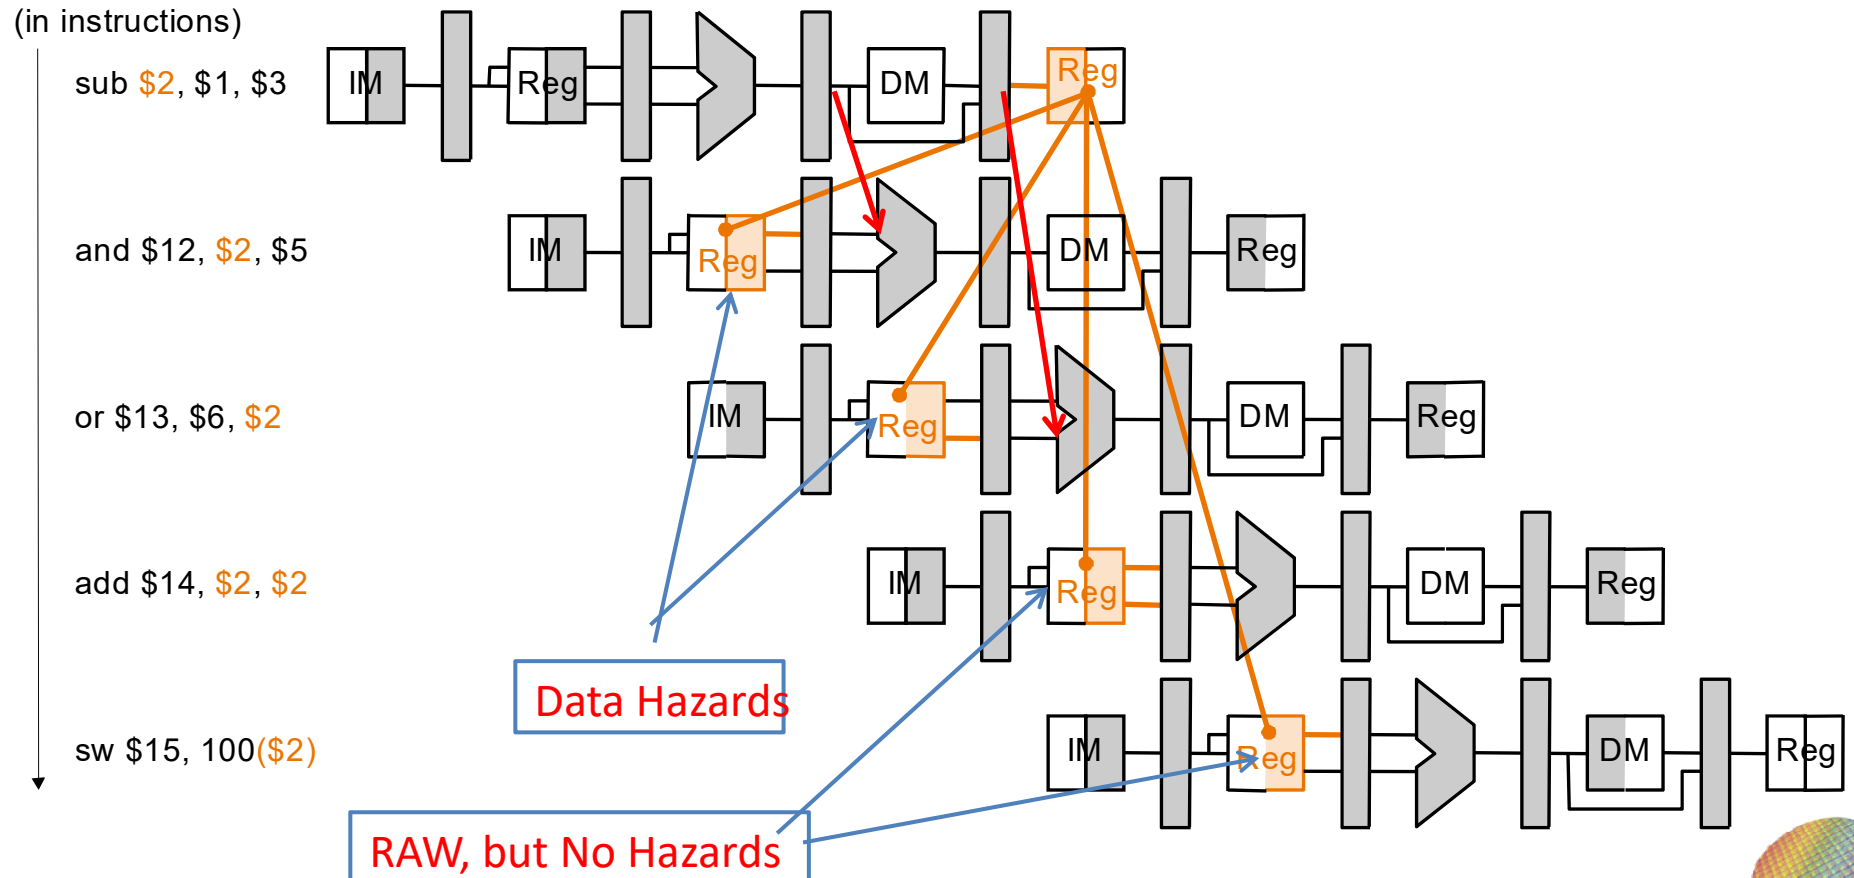 (in instructions)
sub $2, $1, $3
IM
Reg
DM
Reg
and $12, $2, $5
IM
Reg
DM
Reg
or $13, $6, $2
IM
Reg
DM
Reg
add $14, $2, $2
IM
Reg
DM
Reg
Data Hazards
sw $15, 100($2)
IM
Reg
DM
Reg
RAW, but No Hazards